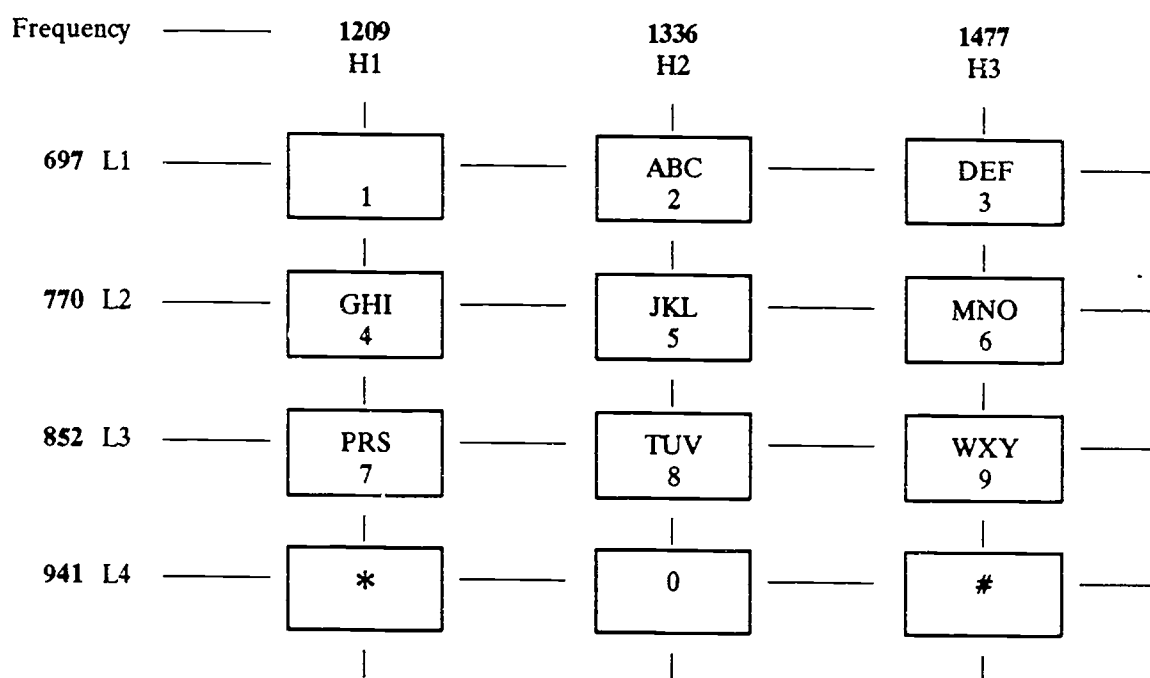 Frequency 1209 1336 1477
H1 H2 H3
697 L1
ABC DEF
1 2 3
770 L2 GHI JKL MNO
4 5 6
852 L3 PRS TUV WXY
7 8 9
941 L4 * 0 #